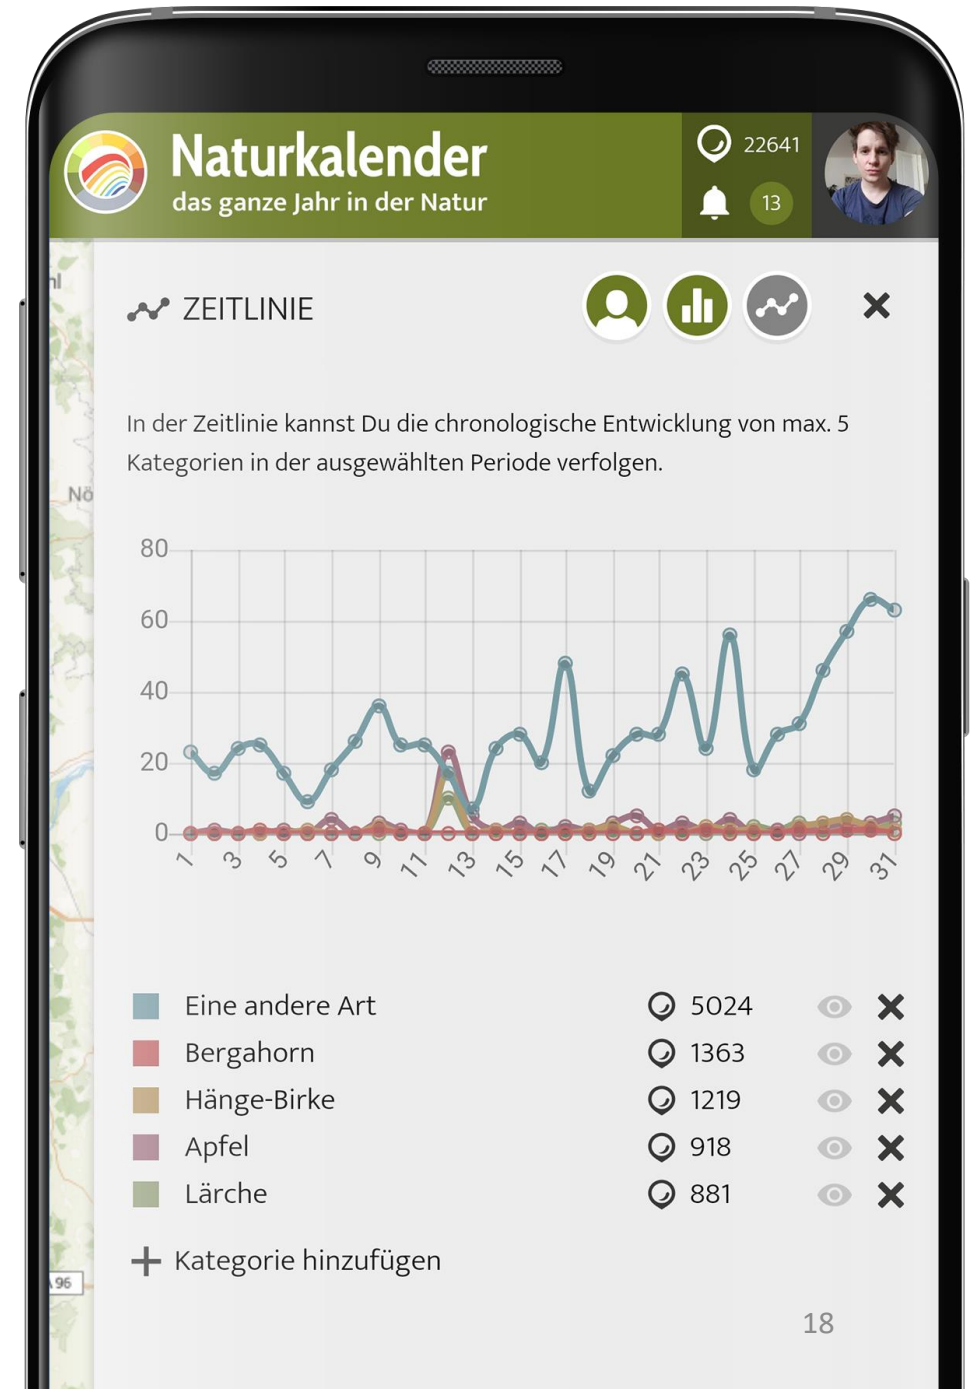 Naturkalender
das ganze Jahr in der Natur
22641
13
ZEITLINIE
Nö
In der Zeitlinie kannst Du die chronologische Entwicklung von max. 5
Kategorien in der ausgewählten Periode verfolgen.
80
60
40
20
0
1 3 5 7 9 11 13 15 17 19 21 23 25 27 29 31
Eine andere Art 5024
Bergahorn 1363
Hänge-Birke 1219
Apfel 918
Lärche 881
Kategorie hinzufügen
96
18